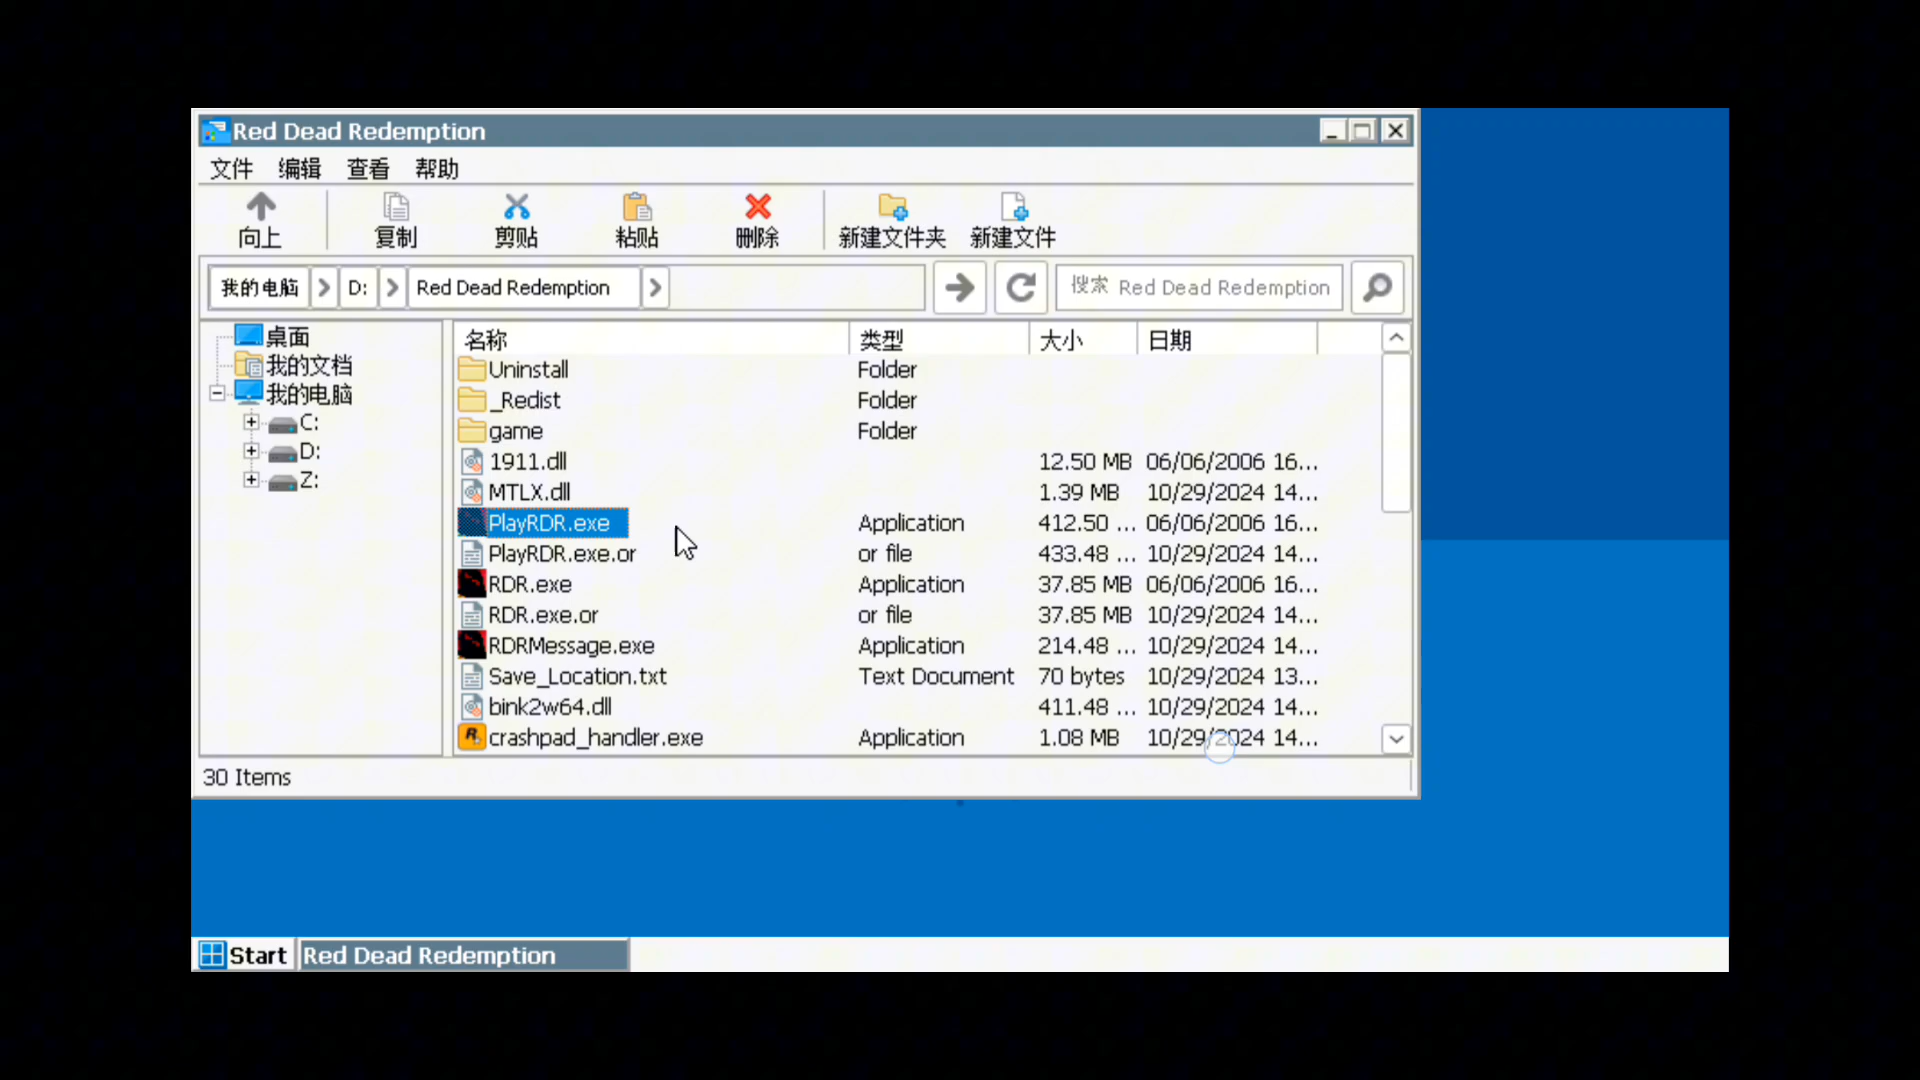 Red Dead Redemption
文件 编辑 查看 帮助
向上 复制 剪贴 粘贴 删除 新建文件夹 新建文件
我的电脑 D: Red Dead Redemption 搜索 Red Dead Redemption
桌面
我的文档
我的电脑
C:
D:
Z:
名称 类型 大小 日期
Uninstall Folder
_Redist Folder
game Folder
1911.dll 12.50 MB 06/06/2006 16...
MTLX.dll 1.39 MB 10/29/2024 14...
PlayRDR.exe Application 412.50 ... 06/06/2006 16...
PlayRDR.exe.or or file 433.48 ... 10/29/2024 14...
RDR.exe Application 37.85 MB 06/06/2006 16...
RDR.exe.or or file 37.85 MB 10/29/2024 14...
RDRMessage.exe Application 214.48 ... 10/29/2024 14...
Save_Location.txt Text Document 70 bytes 10/29/2024 13...
bink2w64.dll 411.48 ... 10/29/2024 14...
crashpad_handler.exe Application 1.08 MB 10/29/2024 14...
30 Items
Start Red Dead Redemption